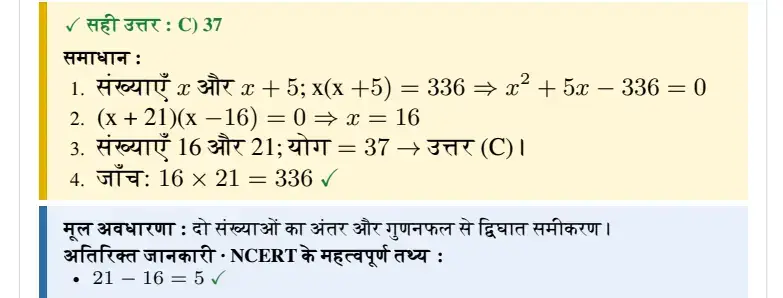 ✓ सही उत्तर : C) 37
समाधान :
1. संख्याएँ x और x + 5; x(x +5) = 336 ⇒ x² + 5x − 336 = 0
2. (x + 21)(x −16) = 0 ⇒ x = 16
3. संख्याएँ 16 और 21; योग = 37 → उत्तर (C)।
4. जाँच: 16 × 21 = 336 ✓
मूल अवधारणा : दो संख्याओं का अंतर और गुणनफल से द्विघात समीकरण।
अतिरिक्त जानकारी · NCERT के महत्वपूर्ण तथ्य :
• 21 − 16 = 5 ✓